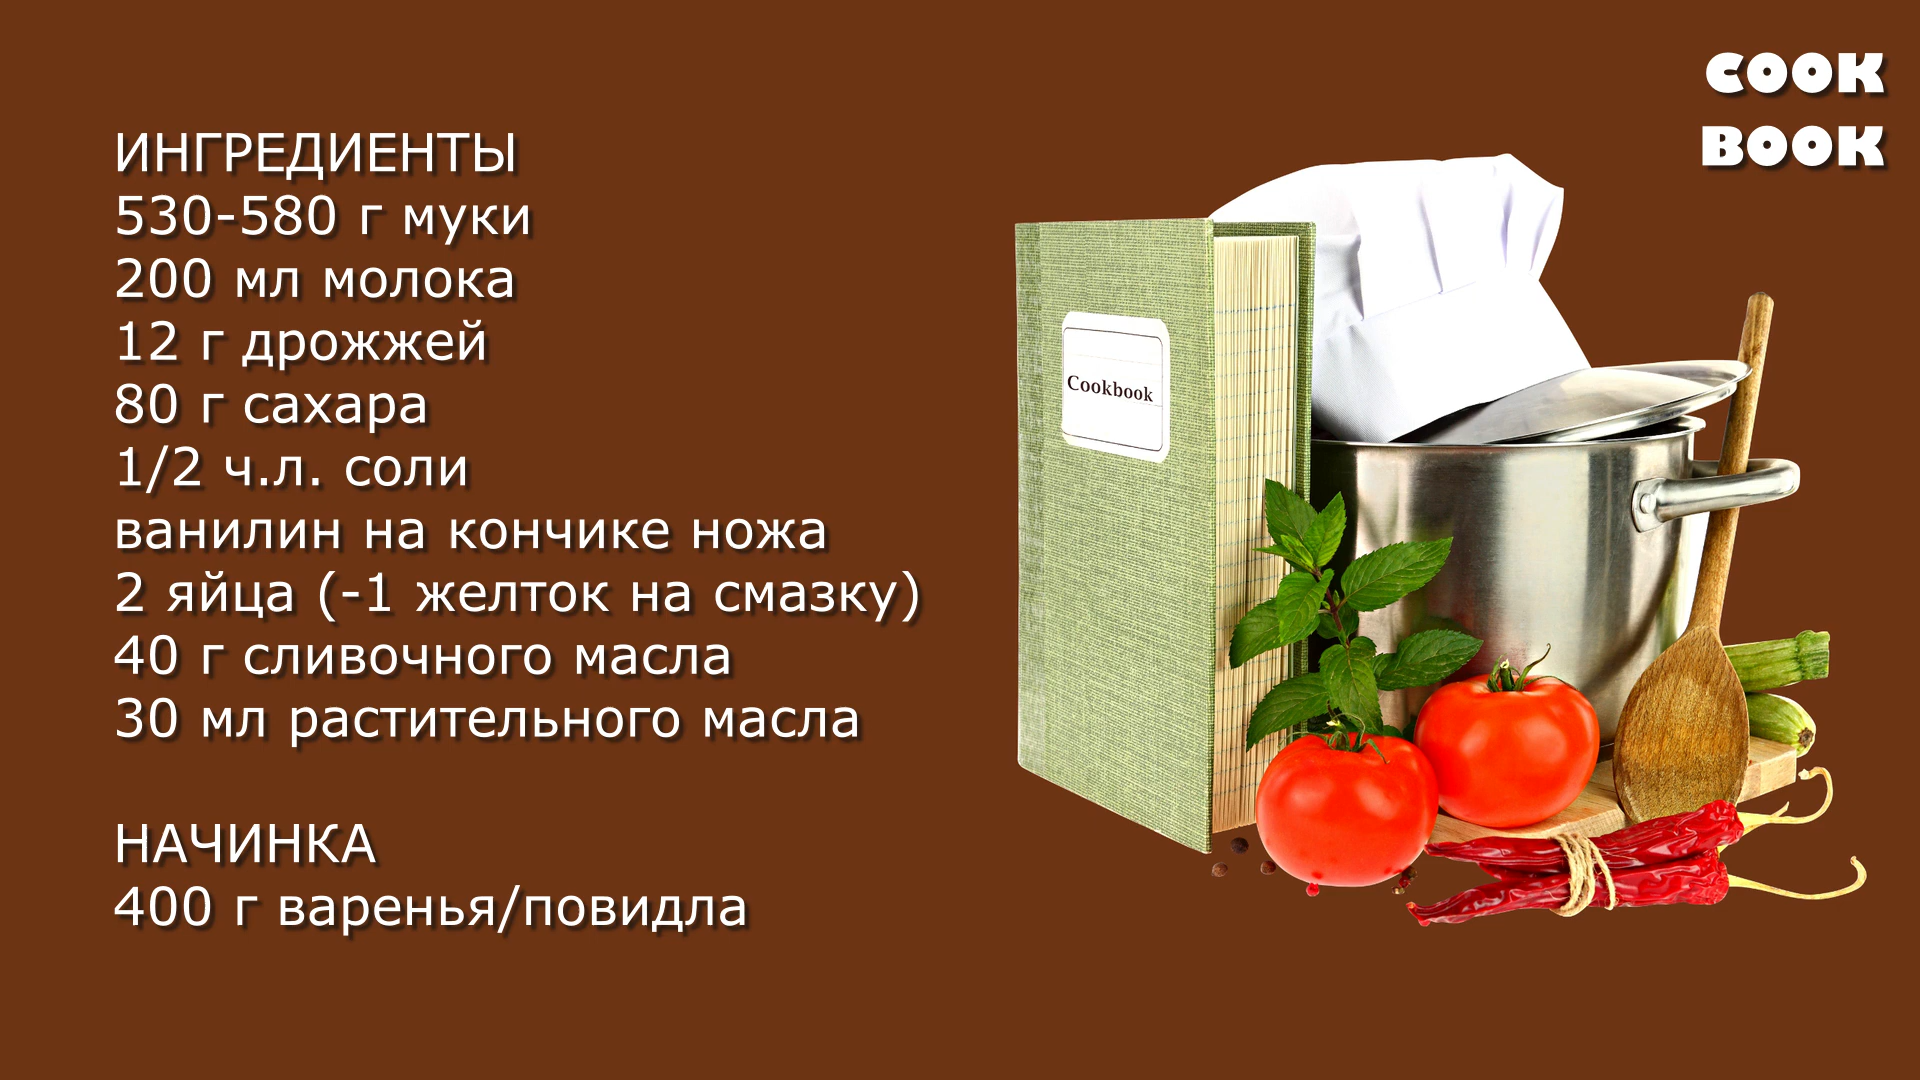 COOK
BOOK
ИНГРЕДИЕНТЫ
530-580 г муки
200 мл молока
12 г дрожжей
80 г сахара
1/2 ч.л. соли
ванилин на кончике ножа
2 яйца (-1 желток на смазку)
40 г сливочного масла
30 мл растительного масла
НАЧИНКА
400 г варенья/повидла
Cookbook